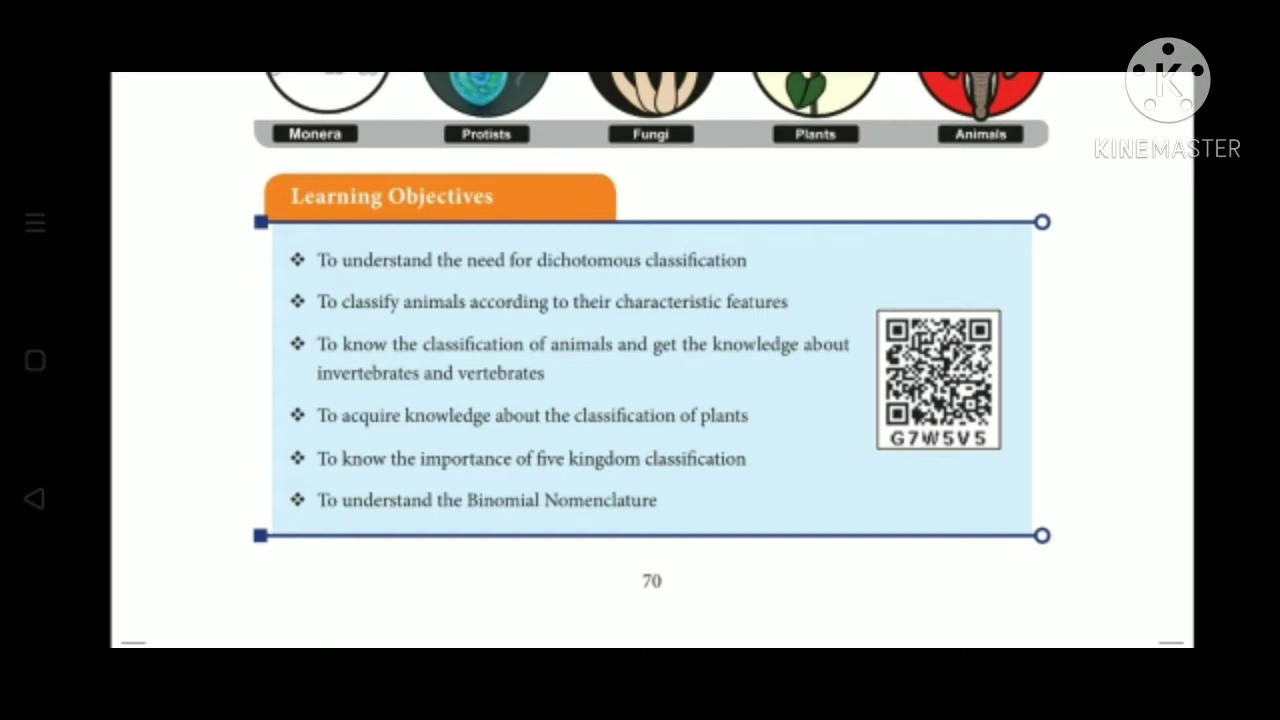 K
KINEMASTER
Monera Protists Fungi Plants Animals
Learning Objectives
❖ To understand the need for dichotomous classification
❖ To classify animals according to their characteristic features
❖ To know the classification of animals and get the knowledge about
invertebrates and vertebrates
❖ To acquire knowledge about the classification of plants
❖ To know the importance of five kingdom classification
❖ To understand the Binomial Nomenclature
G7W5V5
70